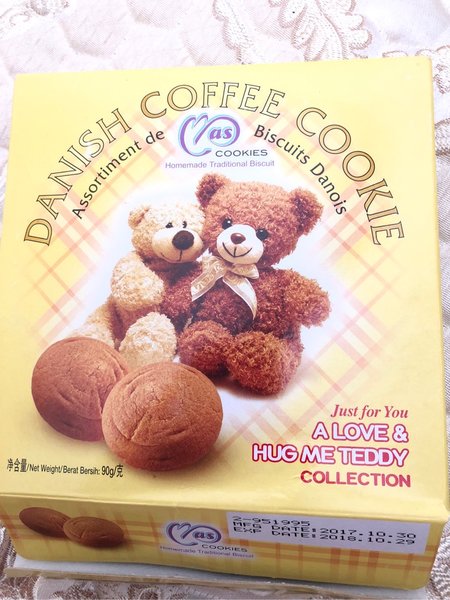 DANISH COFFEE COOKIE
Assortiment de Biscuits Danois
Mas
COOKIES
Homemade Traditional Biscuit
Just for You
A LOVE &
HUG ME TEDDY
COLLECTION
净含量/Net Weight/Berat Bersih: 90g/克
2-951995
MFG DATE:2017.10.30
EXP DATE:2018.10.29
Mas
COOKIES
Homemade Traditional Biscuit